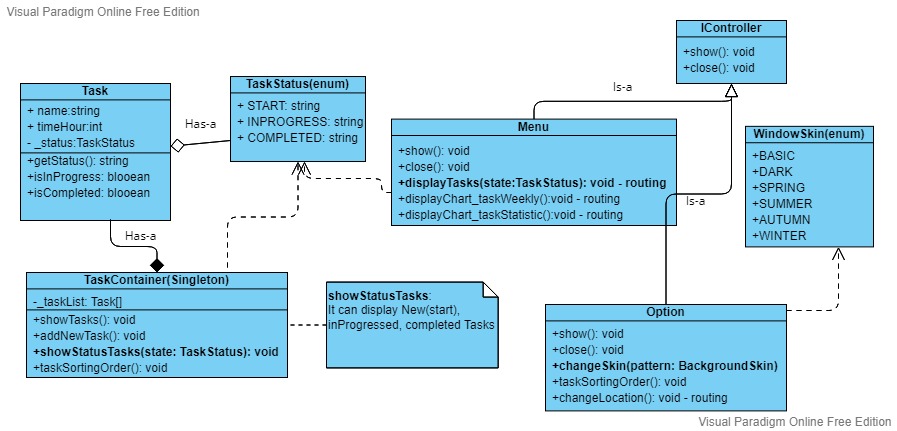 Visual Paradigm Online Free Edition
IController
+show(): void
+close(): void
Is-a
Task
+ name:string
+ timeHour:int
- _status:TaskStatus
+getStatus(): string
+isInProgress: blooean
+isCompleted: blooean
Has-a
TaskStatus(enum)
+ START: string
+ INPROGRESS: string
+ COMPLETED: string
Menu
+show(): void
+close(): void
+displayTasks(state:TaskStatus): void - routing
+displayChart_taskWeekly():void - routing
+displayChart_taskStatistic():void - routing
WindowSkin(enum)
+BASIC
+DARK
+SPRING
+SUMMER
+AUTUMN
+WINTER
Is-a
Has-a
TaskContainer(Singleton)
- _taskList: Task[]
+showTasks(): void
+addNewTask(): void
+showStatusTasks(state: TaskStatus): void
+taskSortingOrder(): void
showStatusTasks:
It can display New(start),
inProgressed, completed Tasks
Option
+show(): void
+close(): void
+changeSkin(pattern: BackgroundSkin)
+taskSortingOrder(): void
+changeLocation(): void - routing
Visual Paradigm Online Free Edition